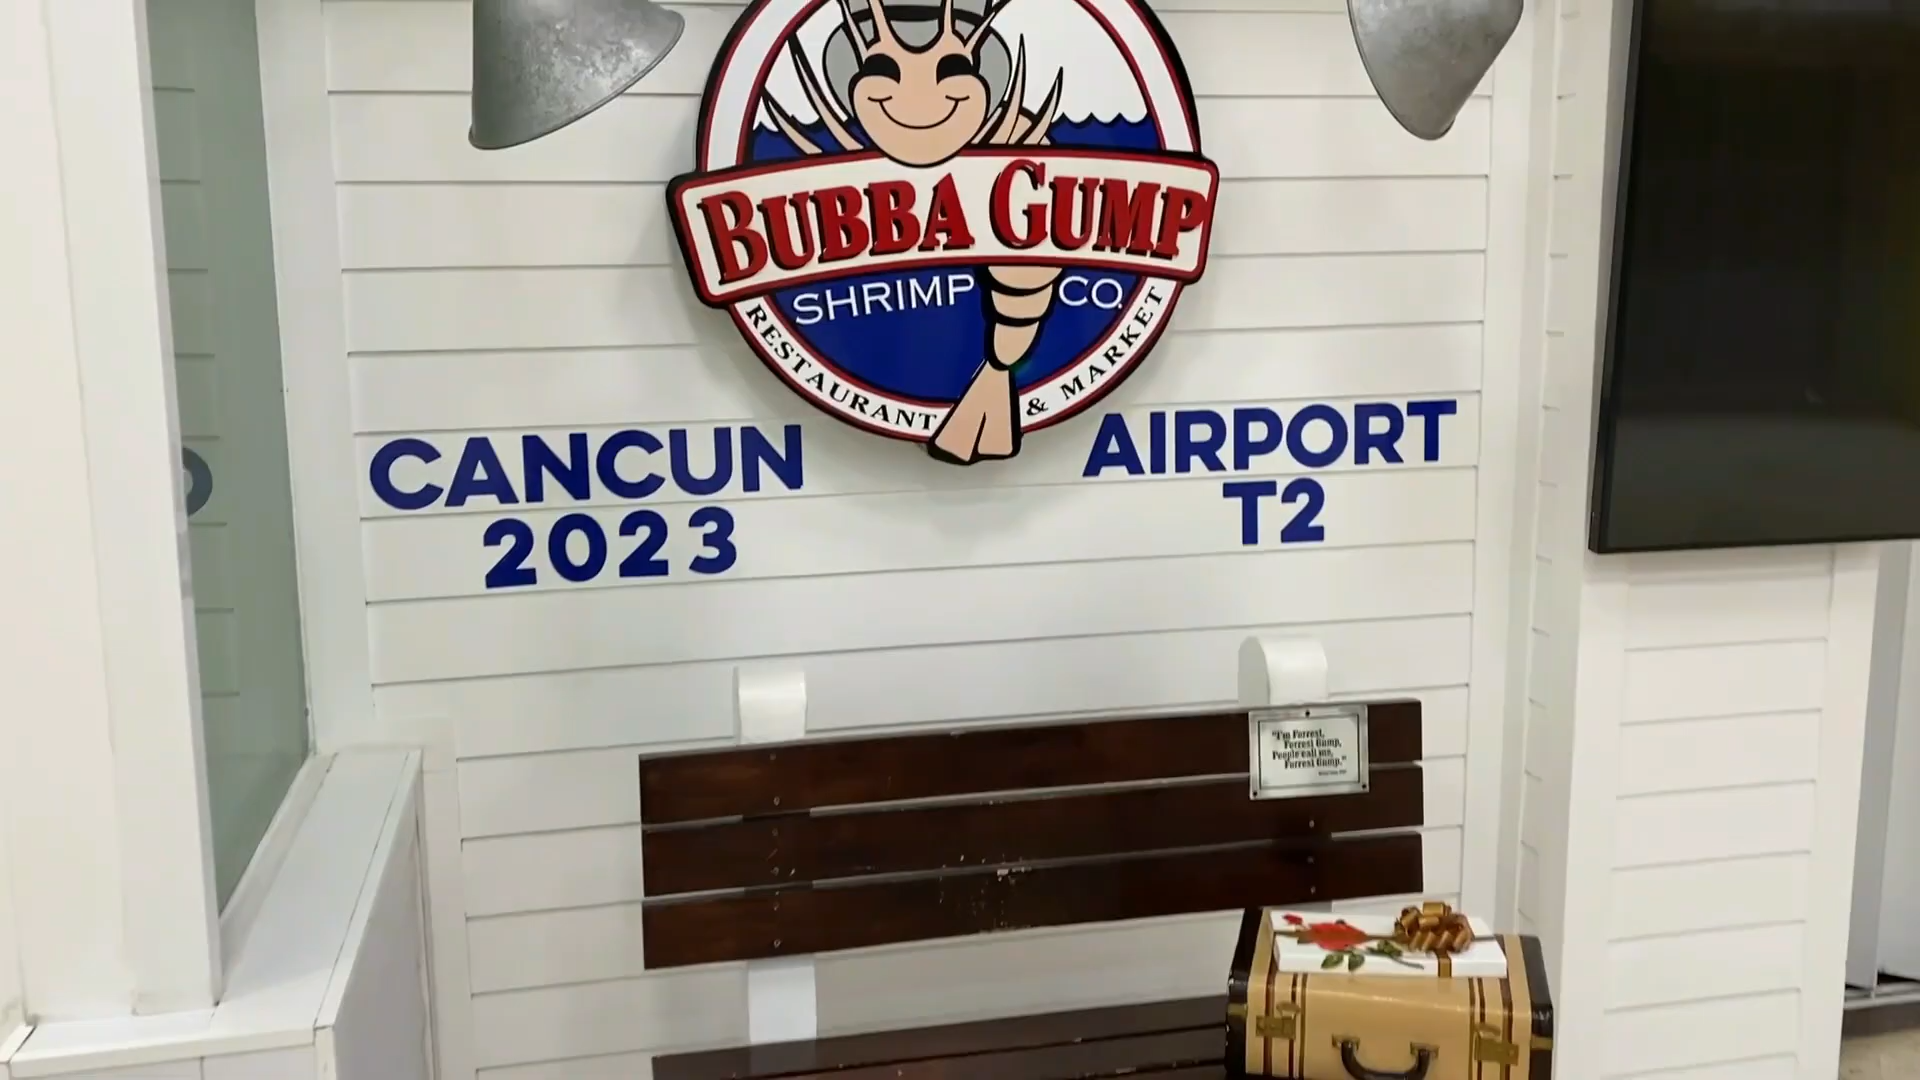 BUBBA GUMP
SHRIMP CO.
RESTAURANT & MARKET
CANCUN
2023
AIRPORT
T2
"I'm Forrest,
Forrest Gump,
People call me,
Forrest Gump."